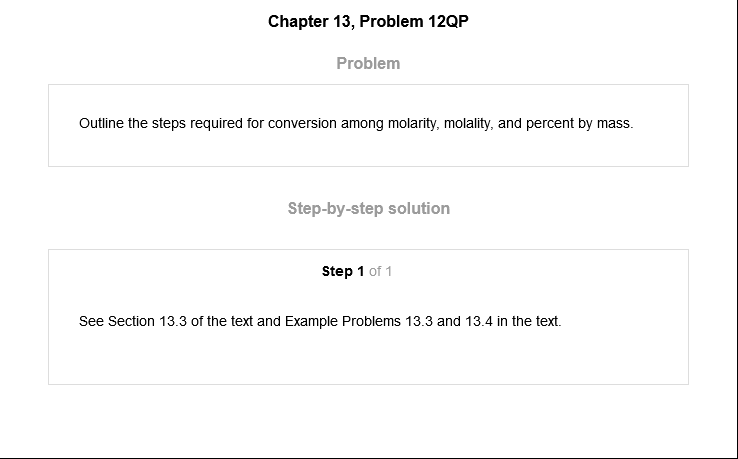 Chapter 13, Problem 12QP
Problem
Outline the steps required for conversion among molarity, molality, and percent by mass.
Step-by-step solution
Step 1 of 1
See Section 13.3 of the text and Example Problems 13.3 and 13.4 in the text.